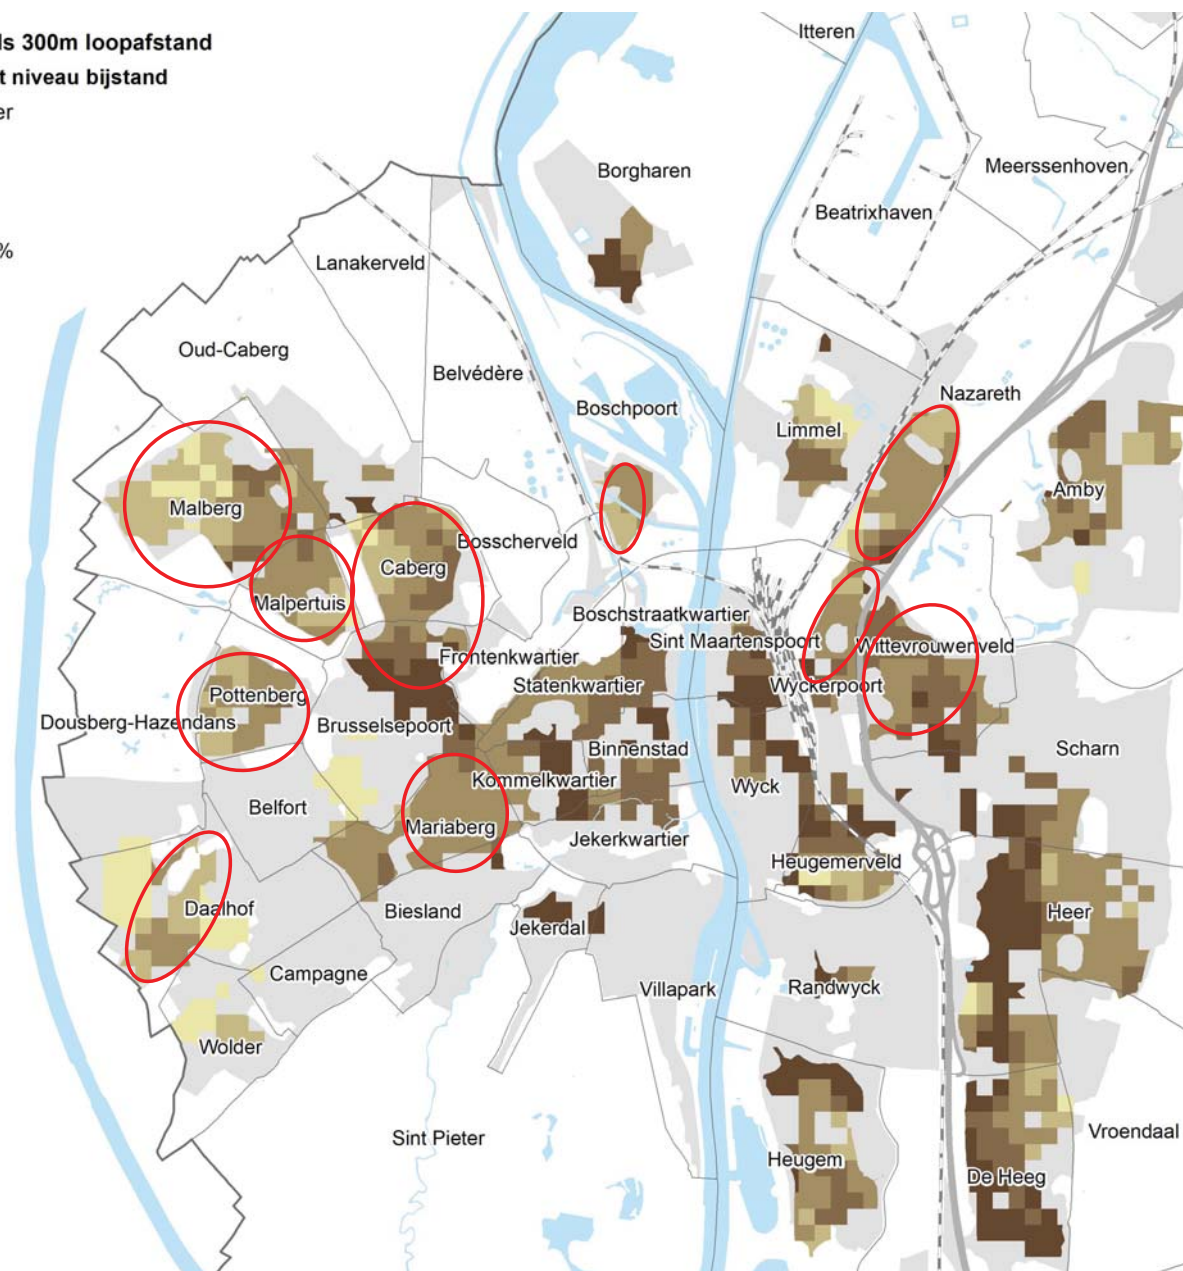 ls 300m loopafstand
t niveau bijstand
er
%
Itteren
Borgharen
Meerssenhoven
Beatrixhaven
Lanakerveld
Oud-Caberg
Belvédère
Boschpoort
Nazareth
Limmel
Amby
Malberg
Bosscherveld
Caberg
Malpertuis
Boschstraatkwartier
Sint Maartenspoort
Wittevrouwenveld
Frontenkwartier
Statenkwartier
Wyckerpoort
Pottenberg
Dousberg-Hazendans
Brusselsepoort
Binnenstad
Scharn
Kommelkwartier
Wyck
Belfort
Mariaberg
Jekerkwartier
Heugemerveld
Daalhof
Biesland
Jekerdal
Heer
Campagne
Villapark
Randwyck
Wolder
Sint Pieter
Vroendaal
Heugem
De Heeg